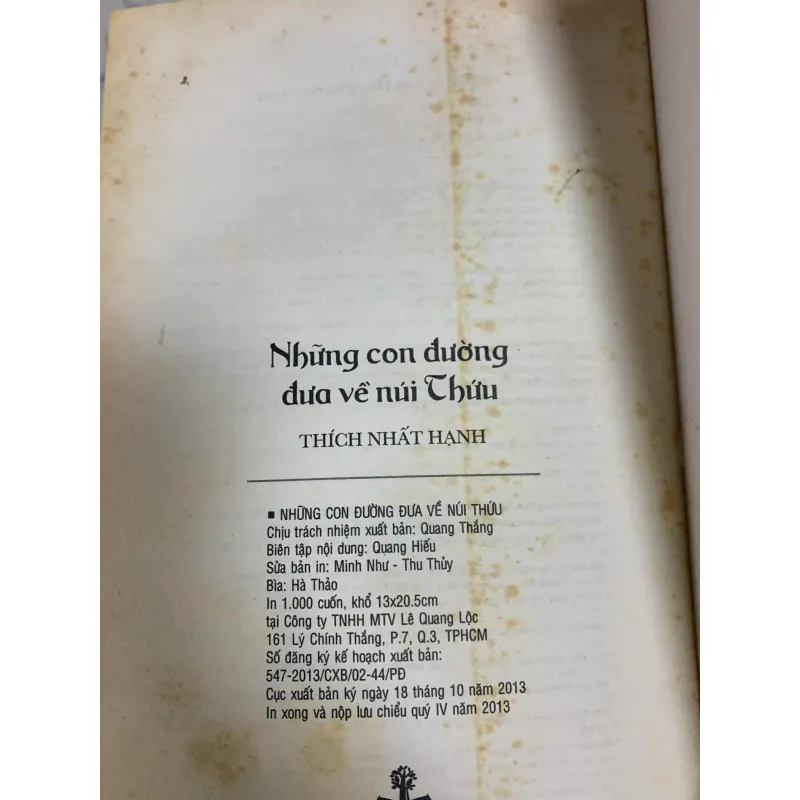 Những con đường
đưa về núi Thứu
THÍCH NHẤT HẠNH
■ NHỮNG CON ĐƯỜNG ĐƯA VỀ NÚI THỨU
Chịu trách nhiệm xuất bản: Quang Thắng
Biên tập nội dung: Quang Hiếu
Sửa bản in: Minh Như - Thu Thủy
Bìa: Hà Thảo
In 1.000 cuốn, khổ 13x20.5cm
tại Công ty TNHH MTV Lê Quang Lộc
161 Lý Chính Thắng, P.7, Q.3, TPHCM
Số đăng ký kế hoạch xuất bản:
547-2013/CXB/02-44/PĐ
Cục xuất bản ký ngày 18 tháng 10 năm 2013
In xong và nộp lưu chiểu quý IV năm 2013